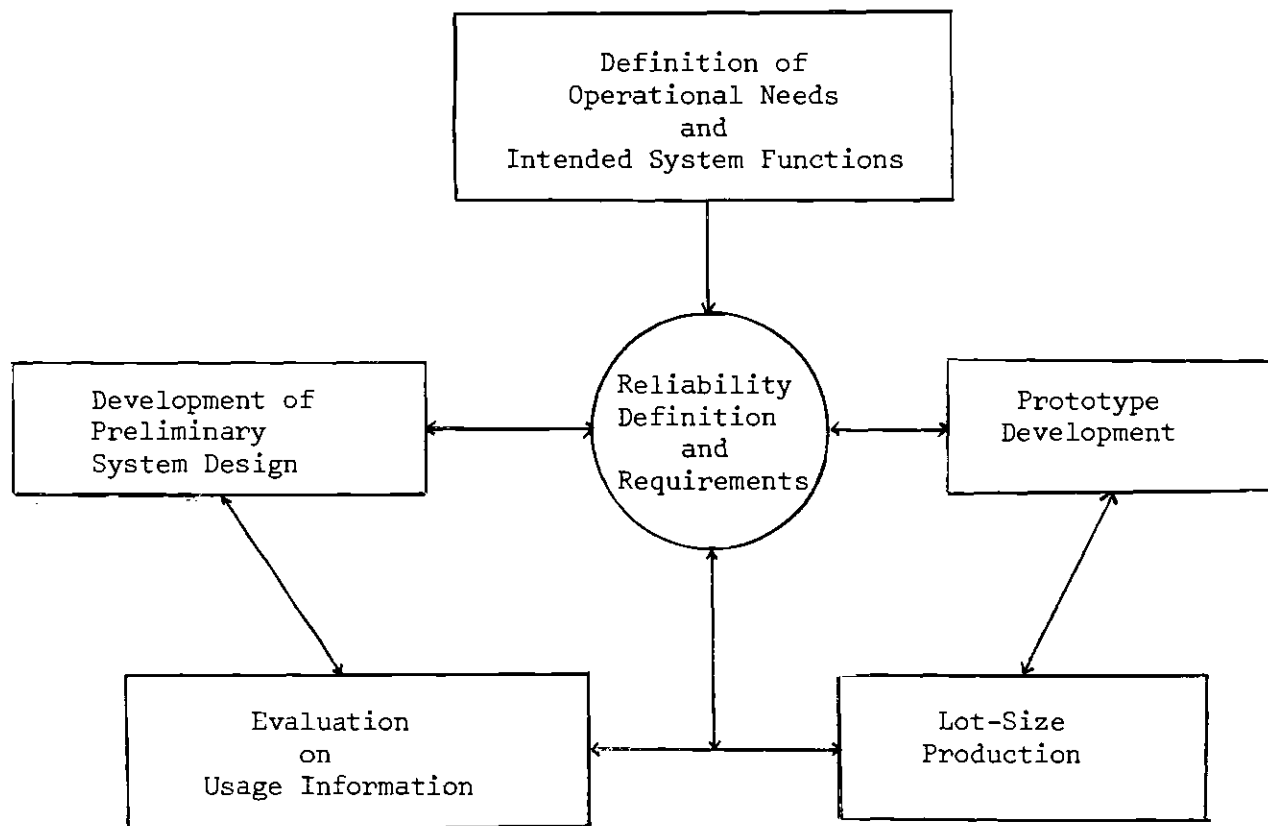 Definition of
Operational Needs
and
Intended System Functions
Reliability
Definition
and
Requirements
Development of
Preliminary
System Design
Prototype
Development
Evaluation
on
Usage Information
Lot-Size
Production